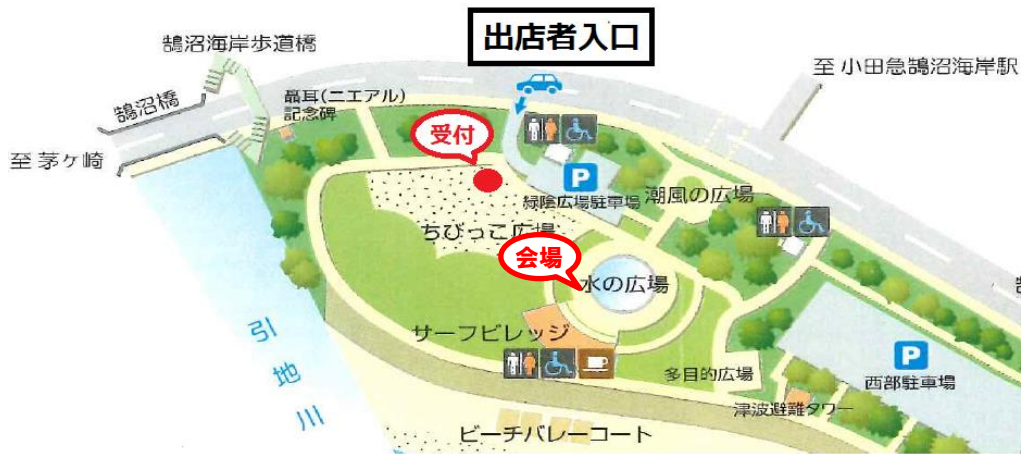 出店者入口
鵠沼海岸歩道橋
至 小田急鵠沼海岸駅
鵠沼橋
聶耳(ニエアル)
記念碑
至 茅ヶ崎
受付
P
緑陰広場駐車場
潮風の広場
ちびっこ広場
会場
水の広場
サーフビレッジ
引地川
多目的広場
P
西部駐車場
津波避難タワー
ビーチバレーコート